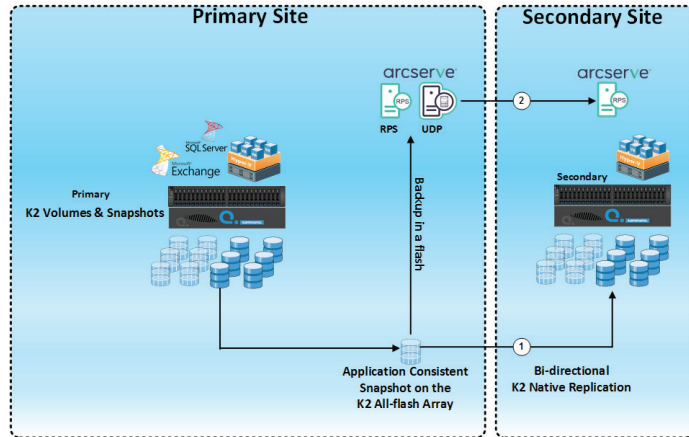 Primary Site
Secondary Site
arcserve
RPS
RPS
UDP
arcserve
RPS
2
Microsoft
SQL Server
Hyper-V
Microsoft
Exchange
Primary
K2 Volumes & Snapshots
Backup in a flash
Hyper-V
Secondary
1
Application Consistent
Snapshot on the
K2 All-flash Array
Bi-directional
K2 Native Replication